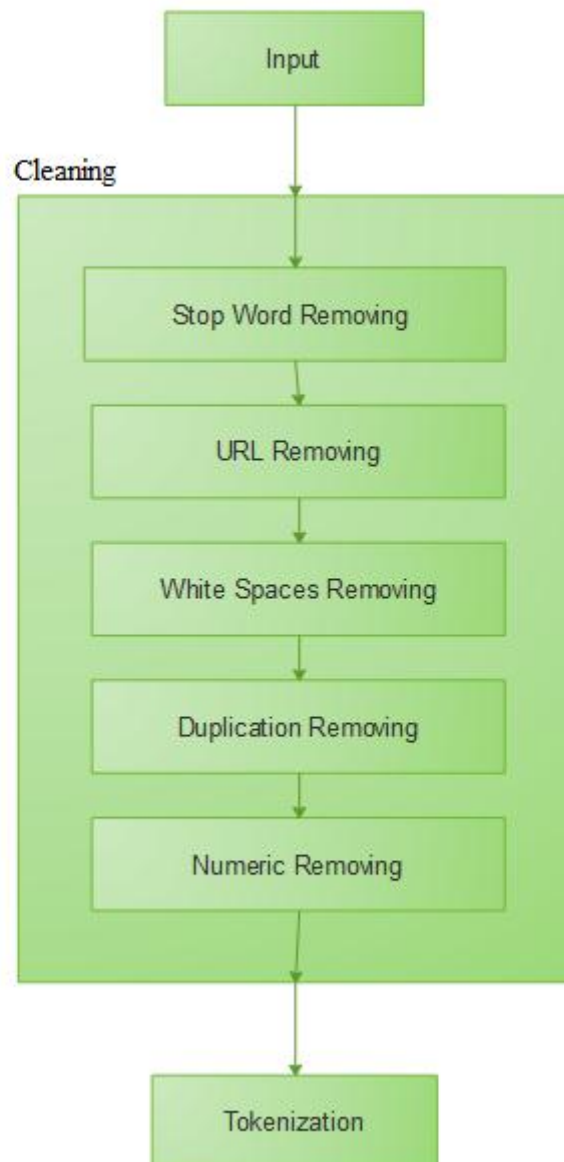 Input
Cleaning
Stop Word Removing
URL Removing
White Spaces Removing
Duplication Removing
Numeric Removing
Tokenization